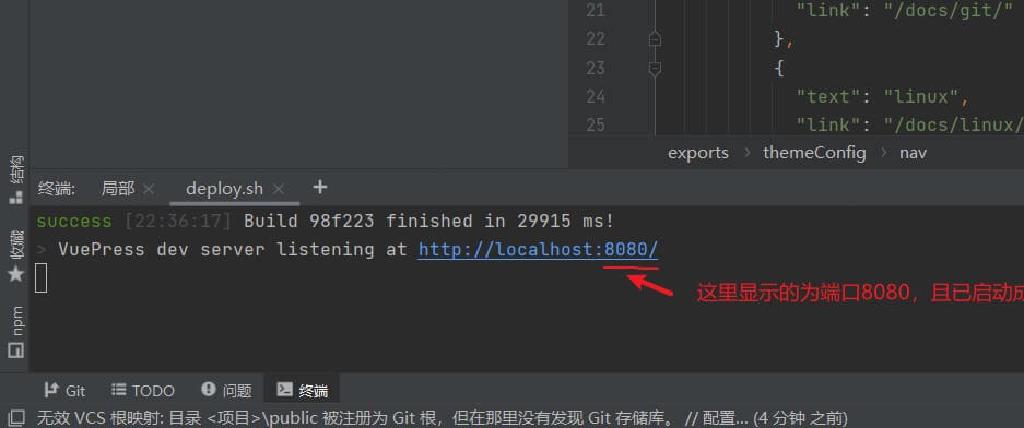 21 "link": "/docs/git/"
22 },
23 {
24 "text": "linux",
25 "link": "/docs/linux/
exports > themeConfig > nav
结构
收藏
npm
终端: 局部 × deploy.sh × +
success [22:36:17] Build 98f223 finished in 29915 ms!
> VuePress dev server listening at http://localhost:8080/
这里显示的为端口8080，且已启动成
Git TODO 问题 终端
无效 VCS 根映射: 目录 <项目>\public 被注册为 Git 根，但在那里没有发现 Git 存储库。 // 配置... (4 分钟 之前)